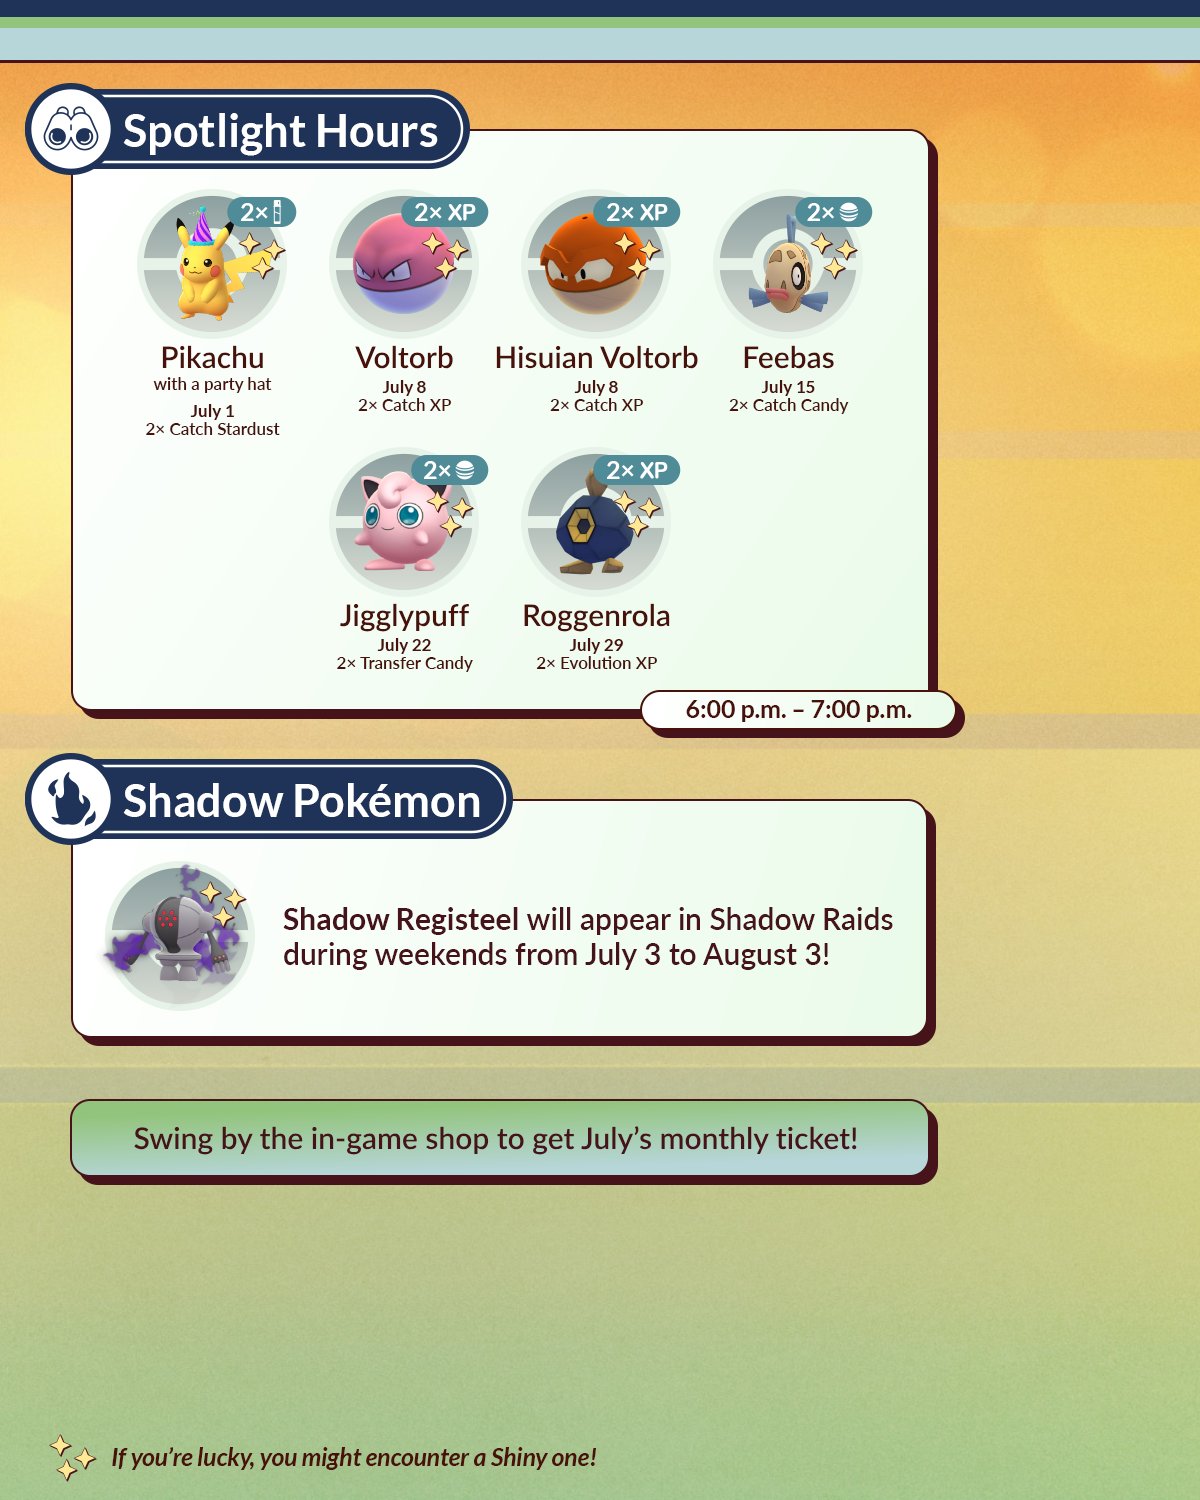 Spotlight Hours
2×
2× XP
2× XP
2×
Pikachu
with a party hat
July 1
2× Catch Stardust
Voltorb
July 8
2× Catch XP
Hisuian Voltorb
July 8
2× Catch XP
Feebas
July 15
2× Catch Candy
2×
2× XP
Jigglypuff
July 22
2× Transfer Candy
Roggenrola
July 29
2× Evolution XP
6:00 p.m. – 7:00 p.m.
Shadow Pokémon
Shadow Registeel will appear in Shadow Raids
during weekends from July 3 to August 3!
Swing by the in-game shop to get July’s monthly ticket!
If you’re lucky, you might encounter a Shiny one!